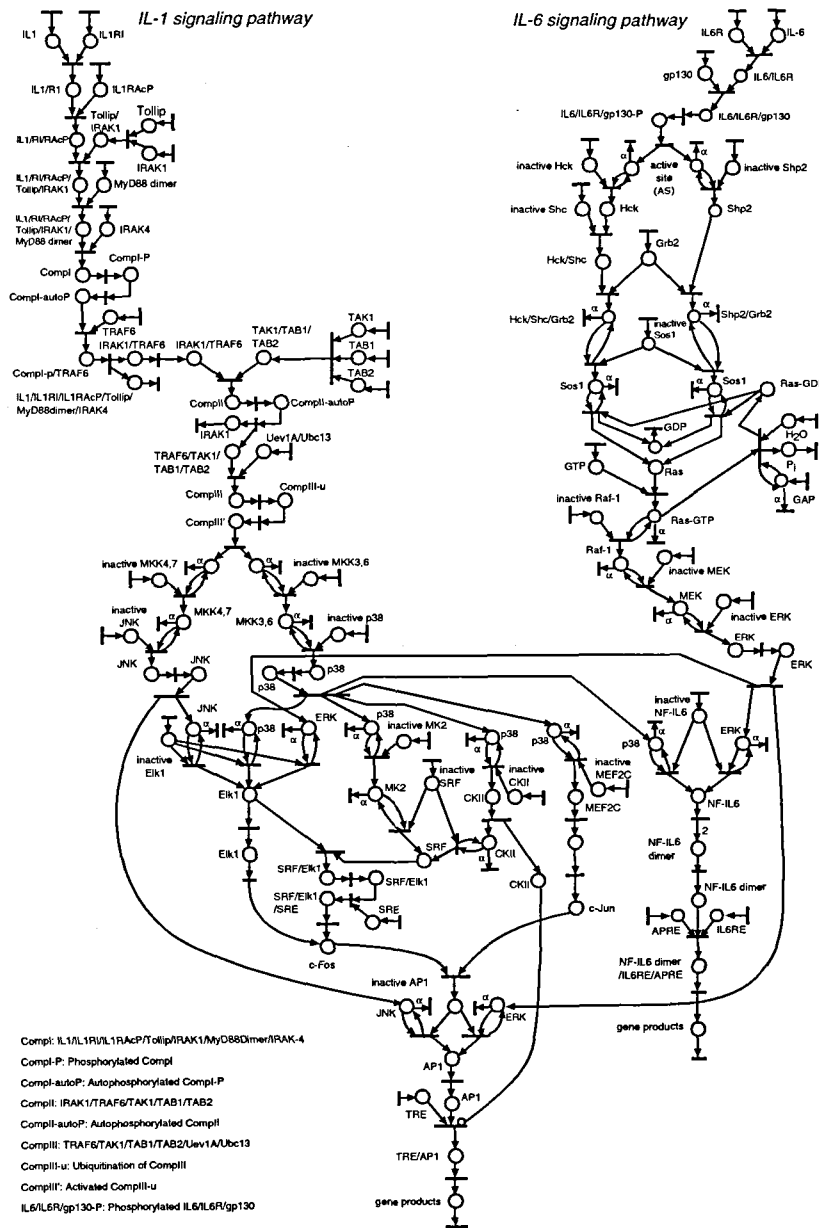 IL-1 signaling pathway
IL1
IL1RI
IL1/R1
IL1RAcP
Tollip/
IRAK1
Tollip
IL1/RI/RAcP
IRAK1
IL1/RI/RAcP/
Tollip/IRAK1
MyD88 dimer
IL1/RI/RAcP/
Tollip/IRAK1/
MyD88 dimer
IRAK4
CompI
CompI-P
CompI-autoP
TRAF6
IRAK1/TRAF6
IRAK1/TRAF6
TAK1/TAB1/
TAB2
TAK1
TAB1
TAB2
CompI-p/TRAF6
IL1/IL1RI/IL1RAcP/Tollip/
MyD88dimer/IRAK4
CompII
CompII-autoP
IRAK1
Uev1A/Ubc13
TRAF6/TAK1/
TAB1/TAB2
CompIII
CompIII-u
CompIII'
inactive MKK4,7
α
α
inactive MKK3,6
MKK4,7
MKK3,6
inactive
JNK
α
α
inactive p38
JNK
JNK
p38
p38
IL-6 signaling pathway
IL6R
IL-6
gp130
IL6/IL6R
IL6/IL6R/gp130-P
IL6/IL6R/gp130
inactive Hck
α
active
site
(AS)
α
inactive Shp2
inactive Shc
Hck
Shp2
Hck/Shc
Grb2
Hck/Shc/Grb2
α
inactive
Sos1
α
Shp2/Grb2
Sos1
α
α
Sos1
Ras-GD
GDP
H2O
Pi
GTP
Ras
α
GAP
inactive Raf-1
Ras-GTP
α
Raf-1
α
inactive MEK
MEK
α
inactive ERK
ERK
ERK
JNK
α
inactive
Elk1
p38
α
ERK
α
p38
α
inactive MK2
p38
α
p38
α
inactive
NF-IL6
p38
α
ERK
α
MK2
α
inactive
SRF
inactive
CKII
CKII
inactive
MEF2C
MEF2C
Elk1
NF-IL6
SRF
CKII
α
2
Elk1
SRF/Elk1
SRF/Elk1
CKII
NF-IL6
dimer
SRF/Elk1
/SRE
SRE
c-Jun
NF-IL6 dimer
APRE
IL6RE
c-Fos
NF-IL6 dimer
/IL6RE/APRE
inactive AP1
JNK
α
α
ERK
gene products
AP1
TRE
AP1
TRE/AP1
gene products
CompI: IL1/IL1RI/IL1RAcP/Tollip/IRAK1/MyD88Dimer/IRAK-4
CompI-P: Phosphorylated CompI
CompI-autoP: Autophosphorylated CompI-P
CompII: IRAK1/TRAF6/TAK1/TAB1/TAB2
CompII-autoP: Autophosphorylated CompII
CompIII: TRAF6/TAK1/TAB1/TAB2/Uev1A/Ubc13
CompIII-u: Ubiquitination of CompIII
CompIII': Activated CompIII-u
IL6/IL6R/gp130-P: Phosphorylated IL6/IL6R/gp130